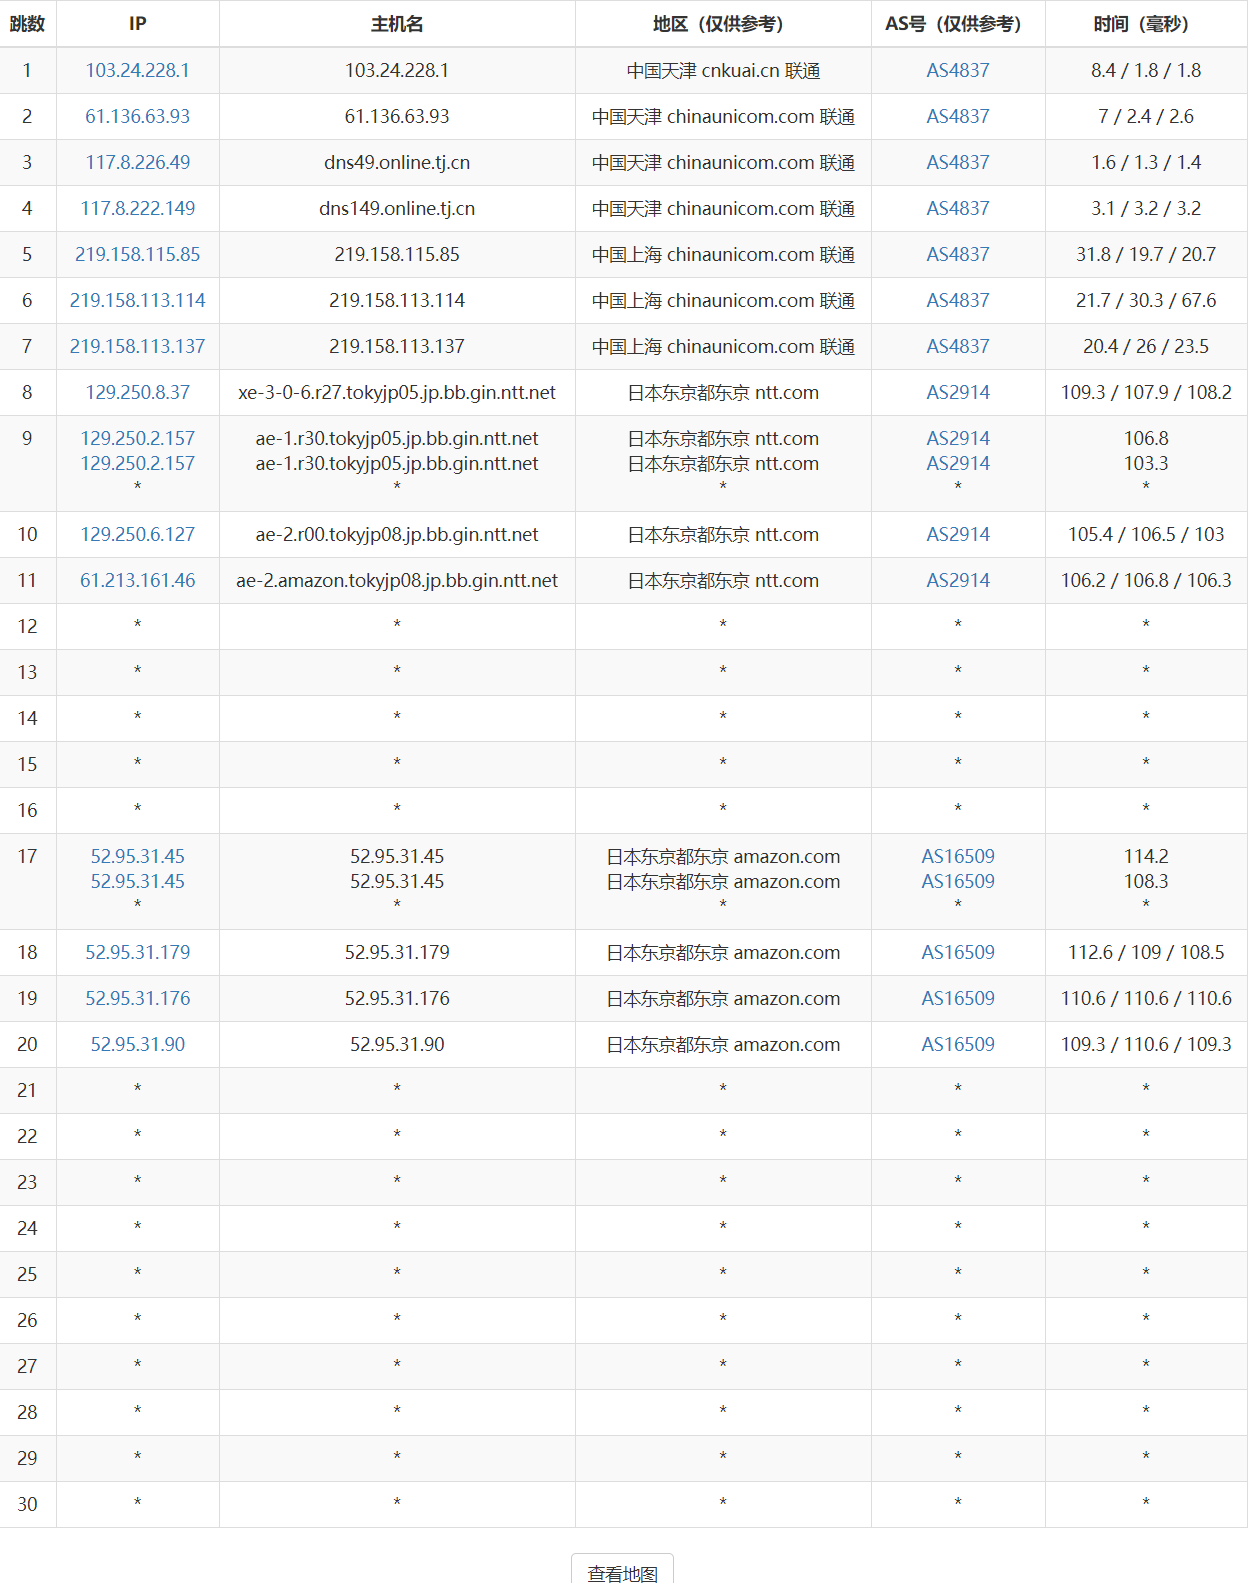 跳数 IP 主机名 地区（仅供参考） AS号（仅供参考） 时间（毫秒）
1 103.24.228.1 103.24.228.1 中国天津 cnkuai.cn 联通 AS4837 8.4 / 1.8 / 1.8
2 61.136.63.93 61.136.63.93 中国天津 chinaunicom.com 联通 AS4837 7 / 2.4 / 2.6
3 117.8.226.49 dns49.online.tj.cn 中国天津 chinaunicom.com 联通 AS4837 1.6 / 1.3 / 1.4
4 117.8.222.149 dns149.online.tj.cn 中国天津 chinaunicom.com 联通 AS4837 3.1 / 3.2 / 3.2
5 219.158.115.85 219.158.115.85 中国上海 chinaunicom.com 联通 AS4837 31.8 / 19.7 / 20.7
6 219.158.113.114 219.158.113.114 中国上海 chinaunicom.com 联通 AS4837 21.7 / 30.3 / 67.6
7 219.158.113.137 219.158.113.137 中国上海 chinaunicom.com 联通 AS4837 20.4 / 26 / 23.5
8 129.250.8.37 xe-3-0-6.r27.tokyjp05.jp.bb.gin.ntt.net 日本东京都东京 ntt.com AS2914 109.3 / 107.9 / 108.2
9 129.250.2.157 ae-1.r30.tokyjp05.jp.bb.gin.ntt.net 日本东京都东京 ntt.com AS2914 106.8
129.250.2.157 ae-1.r30.tokyjp05.jp.bb.gin.ntt.net 日本东京都东京 ntt.com AS2914 103.3
* * * * *
10 129.250.6.127 ae-2.r00.tokyjp08.jp.bb.gin.ntt.net 日本东京都东京 ntt.com AS2914 105.4 / 106.5 / 103
11 61.213.161.46 ae-2.amazon.tokyjp08.jp.bb.gin.ntt.net 日本东京都东京 ntt.com AS2914 106.2 / 106.8 / 106.3
12 * * * * *
13 * * * * *
14 * * * * *
15 * * * * *
16 * * * * *
17 52.95.31.45 52.95.31.45 日本东京都东京 amazon.com AS16509 114.2
52.95.31.45 52.95.31.45 日本东京都东京 amazon.com AS16509 108.3
* * * * *
18 52.95.31.179 52.95.31.179 日本东京都东京 amazon.com AS16509 112.6 / 109 / 108.5
19 52.95.31.176 52.95.31.176 日本东京都东京 amazon.com AS16509 110.6 / 110.6 / 110.6
20 52.95.31.90 52.95.31.90 日本东京都东京 amazon.com AS16509 109.3 / 110.6 / 109.3
21 * * * * *
22 * * * * *
23 * * * * *
24 * * * * *
25 * * * * *
26 * * * * *
27 * * * * *
28 * * * * *
29 * * * * *
30 * * * * *
查看地图